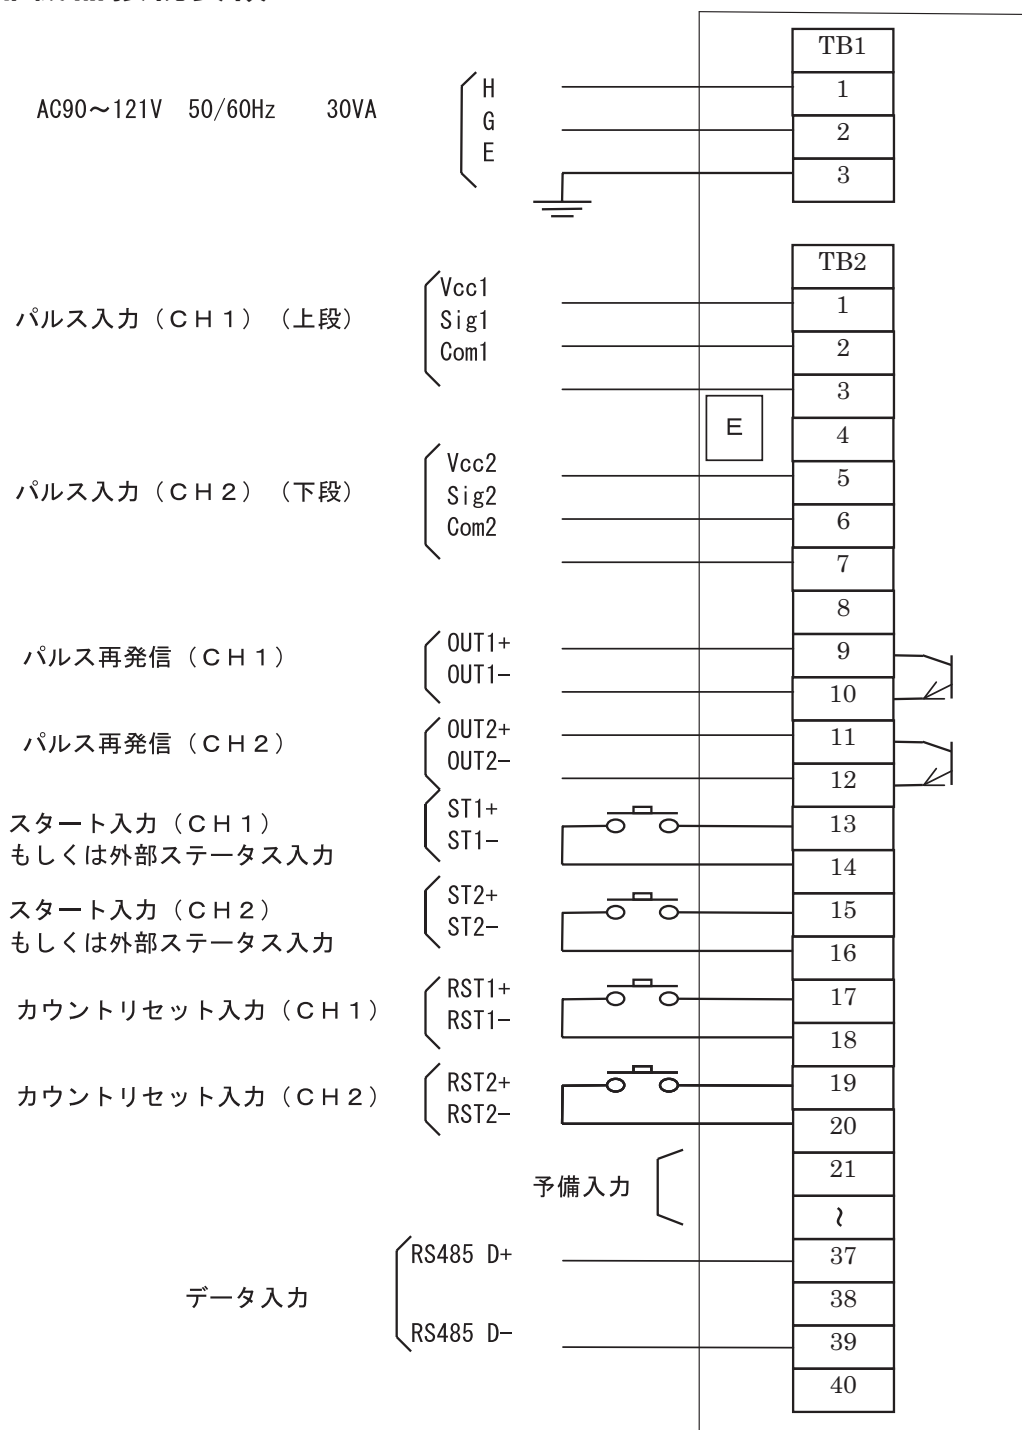 TB1
AC90～121V 50/60Hz 30VA
H
G
E
1
2
3
TB2
パルス入力（ＣＨ１）（上段）
Vcc1
Sig1
Com1
1
2
3
E
4
パルス入力（ＣＨ２）（下段）
Vcc2
Sig2
Com2
5
6
7
8
パルス再発信（ＣＨ１）
OUT1+
OUT1−
9
10
パルス再発信（ＣＨ２）
OUT2+
OUT2−
11
12
スタート入力（ＣＨ１）
もしくは外部ステータス入力
ST1+
ST1−
13
14
スタート入力（ＣＨ２）
もしくは外部ステータス入力
ST2+
ST2−
15
16
カウントリセット入力（ＣＨ１）
RST1+
RST1−
17
18
カウントリセット入力（ＣＨ２）
RST2+
RST2−
19
20
予備入力
21
～
データ入力
RS485 D+
RS485 D−
37
38
39
40